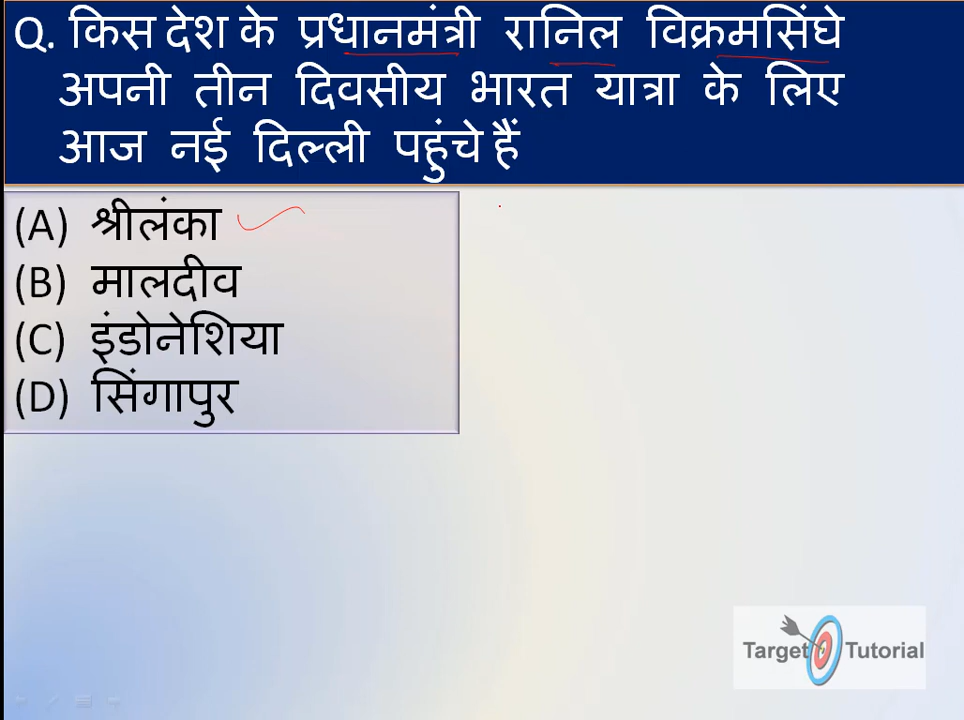 Q. किस देश के प्रधानमंत्री रानिल विक्रमसिंघे
अपनी तीन दिवसीय भारत यात्रा के लिए
आज नई दिल्ली पहुंचे हैं
(A) श्रीलंका
(B) मालदीव
(C) इंडोनेशिया
(D) सिंगापुर
Target Tutorial